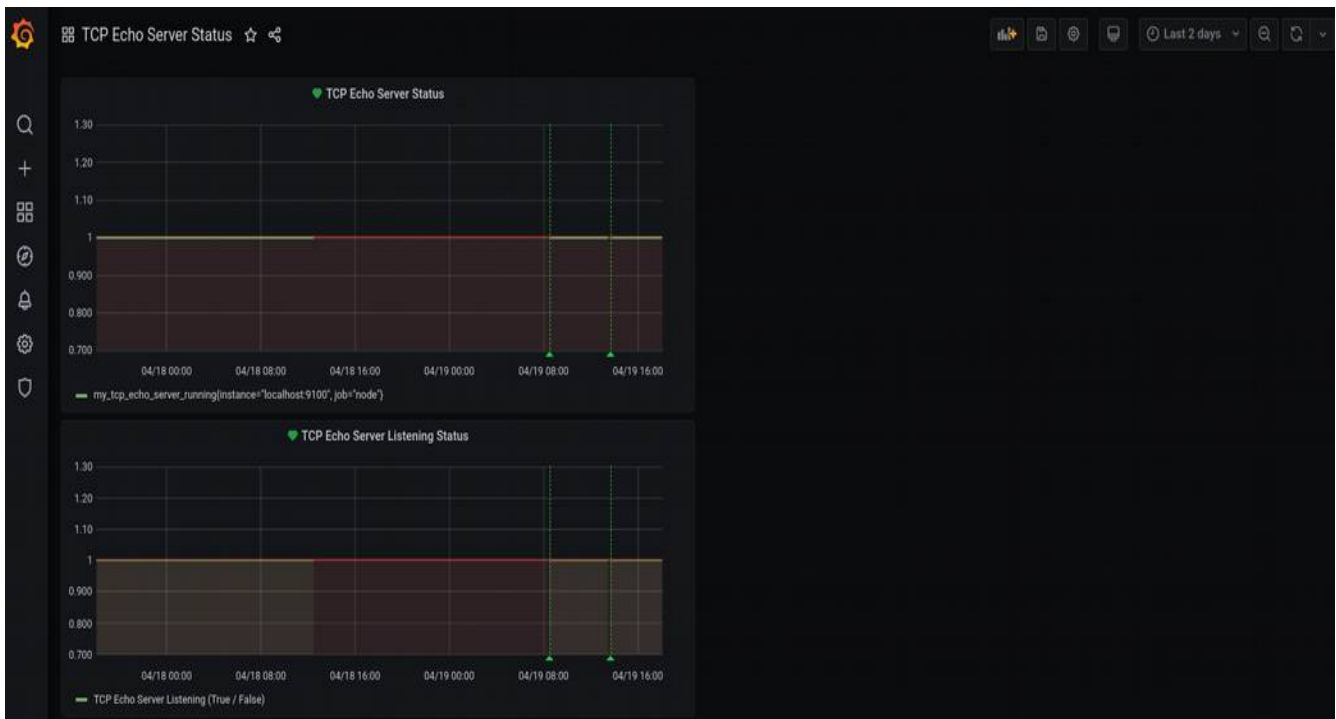 TCP Echo Server Status
Last 2 days
TCP Echo Server Status
1.30
1.20
1.10
1
0.900
0.800
0.700
04/18 00:00 04/18 08:00 04/18 16:00 04/19 00:00 04/19 08:00 04/19 16:00
my_tcp_echo_server_running{instance="localhost:9100", job="node"}
TCP Echo Server Listening Status
1.30
1.20
1.10
1
0.900
0.800
0.700
04/18 00:00 04/18 08:00 04/18 16:00 04/19 00:00 04/19 08:00 04/19 16:00
TCP Echo Server Listening (True / False)